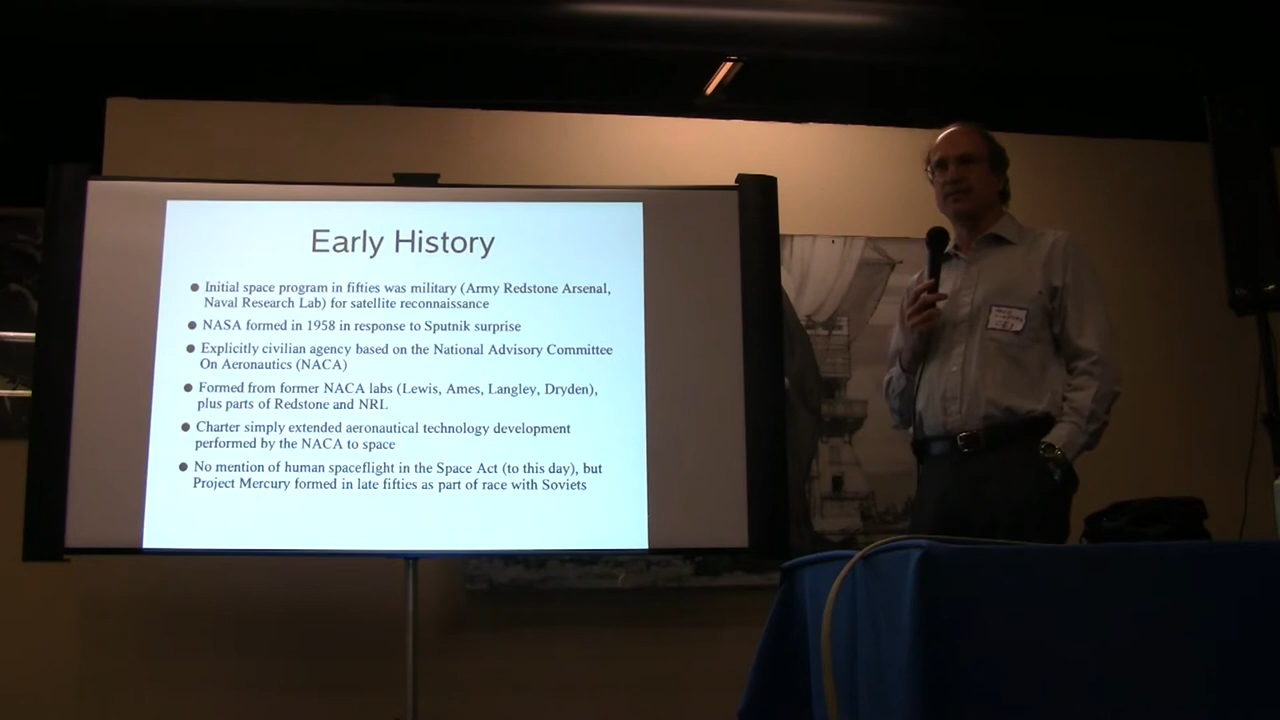 Early History
● Initial space program in fifties was military (Army Redstone Arsenal,
Naval Research Lab) for satellite reconnaissance
● NASA formed in 1958 in response to Sputnik surprise
● Explicitly civilian agency based on the National Advisory Committee
On Aeronautics (NACA)
● Formed from former NACA labs (Lewis, Ames, Langley, Dryden),
plus parts of Redstone and NRL
● Charter simply extended aeronautical technology development
performed by the NACA to space
● No mention of human spaceflight in the Space Act (to this day), but
Project Mercury formed in late fifties as part of race with Soviets